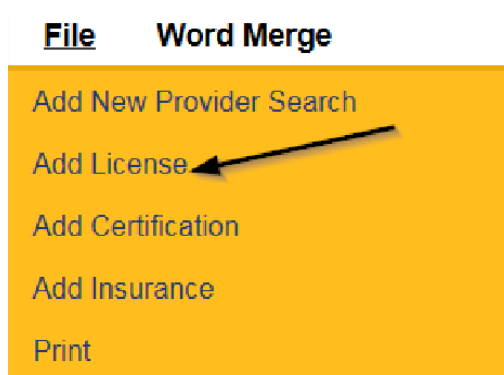 File Word Merge
Add New Provider Search
Add License
Add Certification
Add Insurance
Print